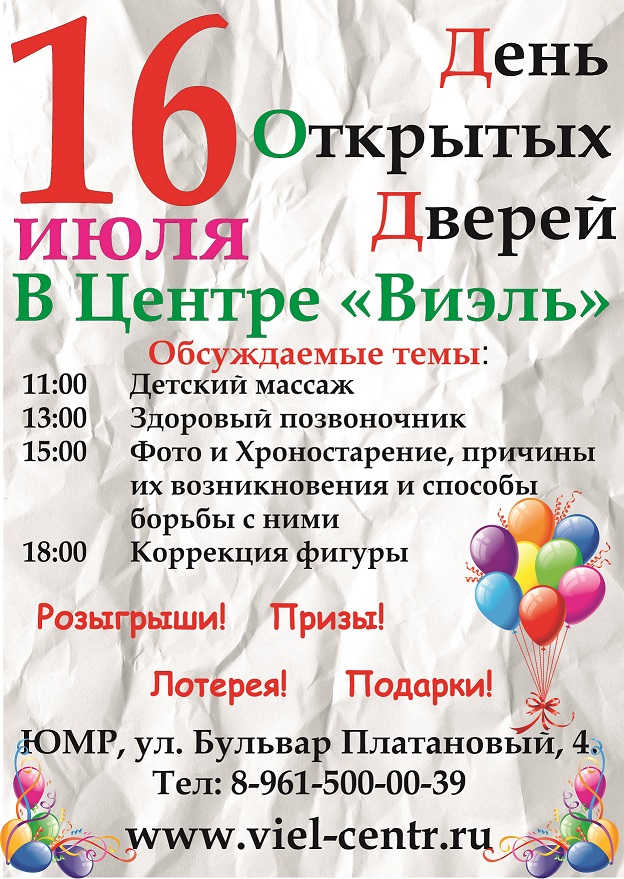 16
июля
День
Открытых
Дверей
В Центре «Виэль»
Обсуждаемые темы:
11:00 Детский массаж
13:00 Здоровый позвоночник
15:00 Фото и Хроностарение, причины
их возникновения и способы
борьбы с ними
18:00 Коррекция фигуры
Розыгрыши! Призы!
Лотерея! Подарки!
ЮМР, ул. Бульвар Платановый, 4.
Тел: 8-961-500-00-39
www.viel-centr.ru